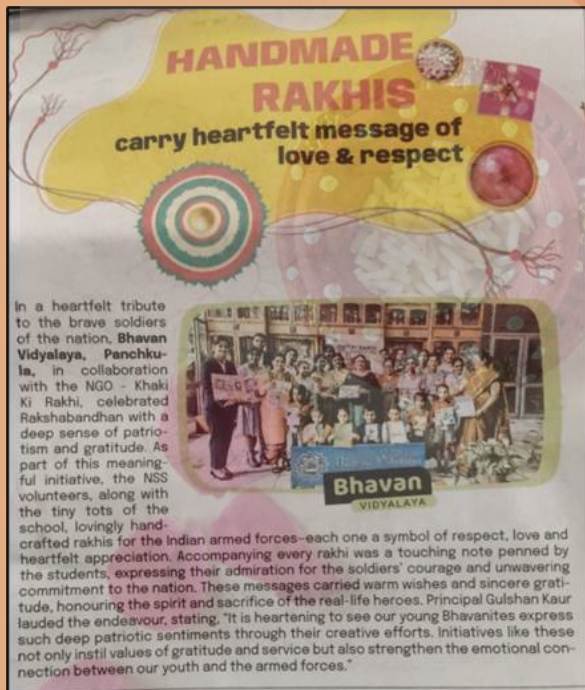 HANDMADE
RAKHIS
carry heartfelt message of
love & respect
In a heartfelt tribute
to the brave soldiers
of the nation, Bhavan
Vidyalaya, Panchku-
la, in collaboration
with the NGO - Khaki
Ki Rakhi, celebrated
Rakshabandhan with a
deep sense of patrio-
tism and gratitude. As
part of this meaning-
ful initiative, the NSS
volunteers, along with
the tiny tots of the
school, lovingly hand-
crafted rakhis for the Indian armed forces-each one a symbol of respect, love and
heartfelt appreciation. Accompanying every rakhi was a touching note penned by
the students, expressing their admiration for the soldiers' courage and unwavering
commitment to the nation. These messages carried warm wishes and sincere grati-
tude, honouring the spirit and sacrifice of the real-life heroes. Principal Gulshan Kaur
lauded the endeavour, stating, "It is heartening to see our young Bhavanites express
such deep patriotic sentiments through their creative efforts. Initiatives like these
not only instil values of gratitude and service but also strengthen the emotional con-
nection between our youth and the armed forces."
Bhavan
VIDYALAYA